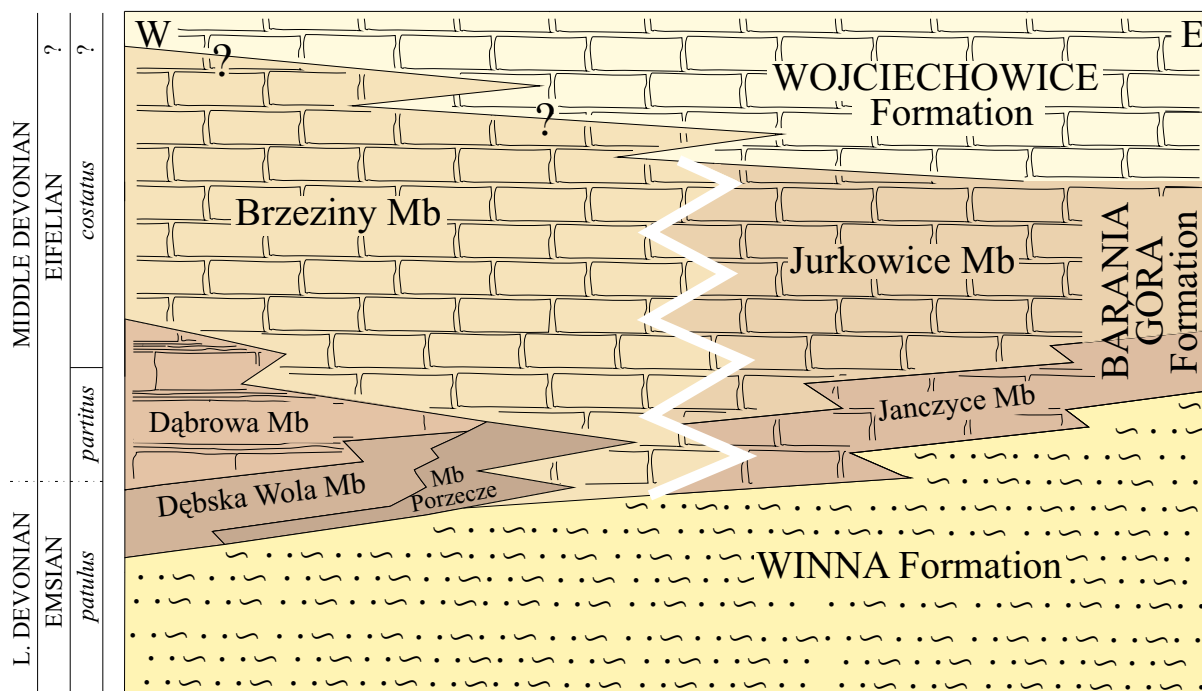 W
E
?
?
?
?
MIDDLE DEVONIAN
EIFELIAN
costatus
partitus
L. DEVONIAN
EMSIAN
patulus
WOJCIECHOWICE
Formation
Brzeziny Mb
Jurkowice Mb
BARANIA
GORA
Formation
Janczyce Mb
Dąbrowa Mb
Dębska Wola Mb
Mb
Porzecze
WINNA Formation